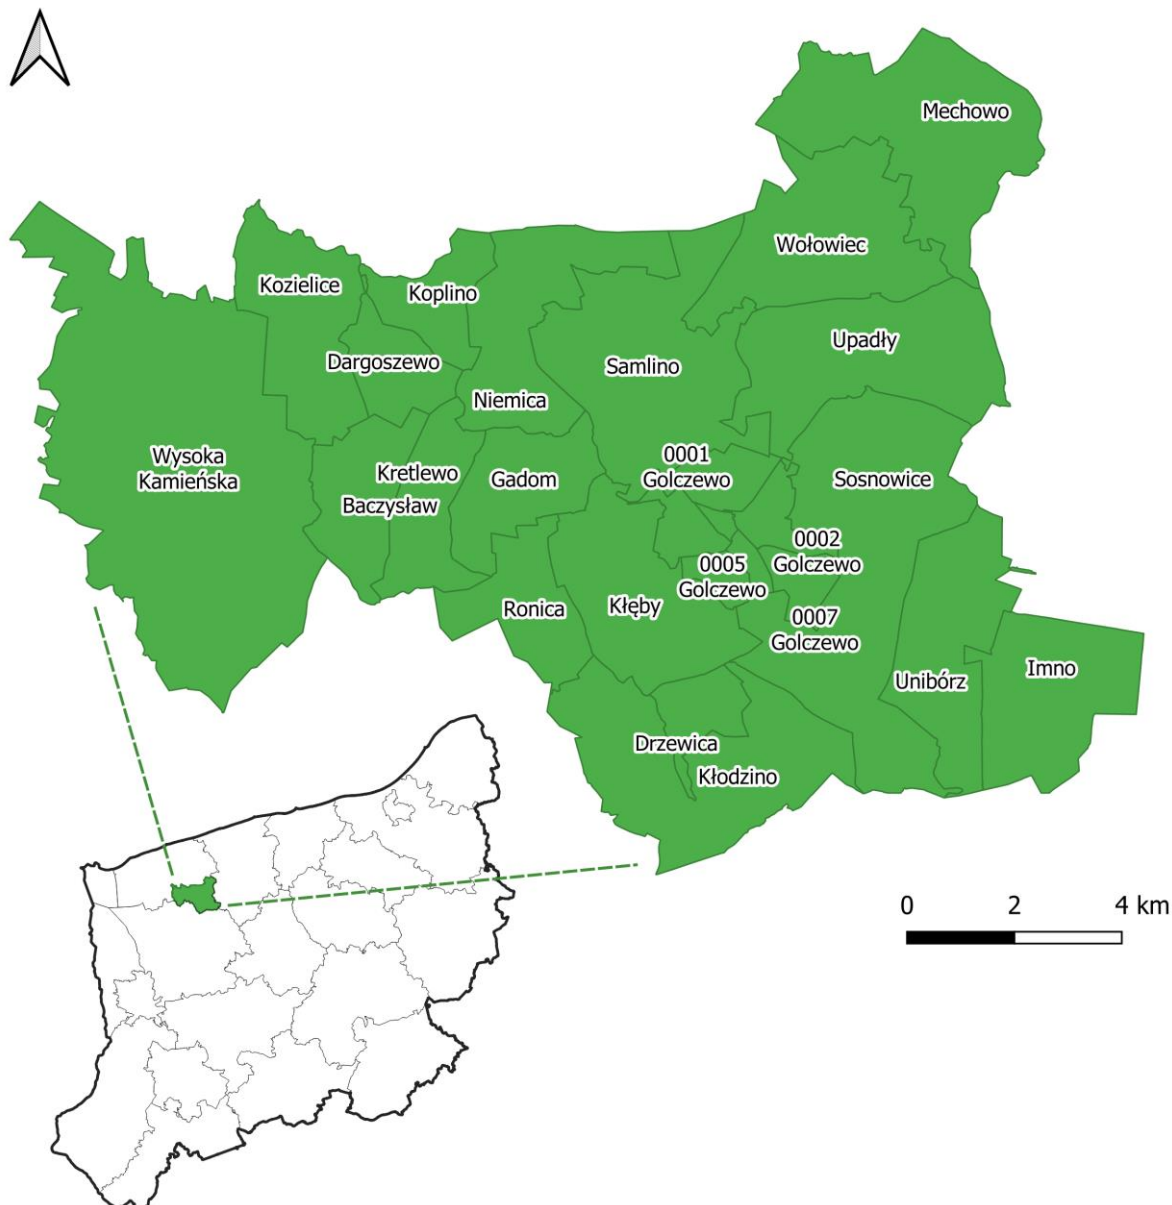 Mechowo
Wołowiec
Kozielice
Koplino
Upadły
Dargoszewo
Samlino
Niemica
Wysoka
Kamieńska
0001
Golczewo
Kretlewo
Gadom
Sosnowice
Baczysław
0002
Golczewo
0005
Golczewo
Ronica
Kłęby
0007
Golczewo
Unibórz
Imno
Drzewica
Kłodzino
0 2 4 km